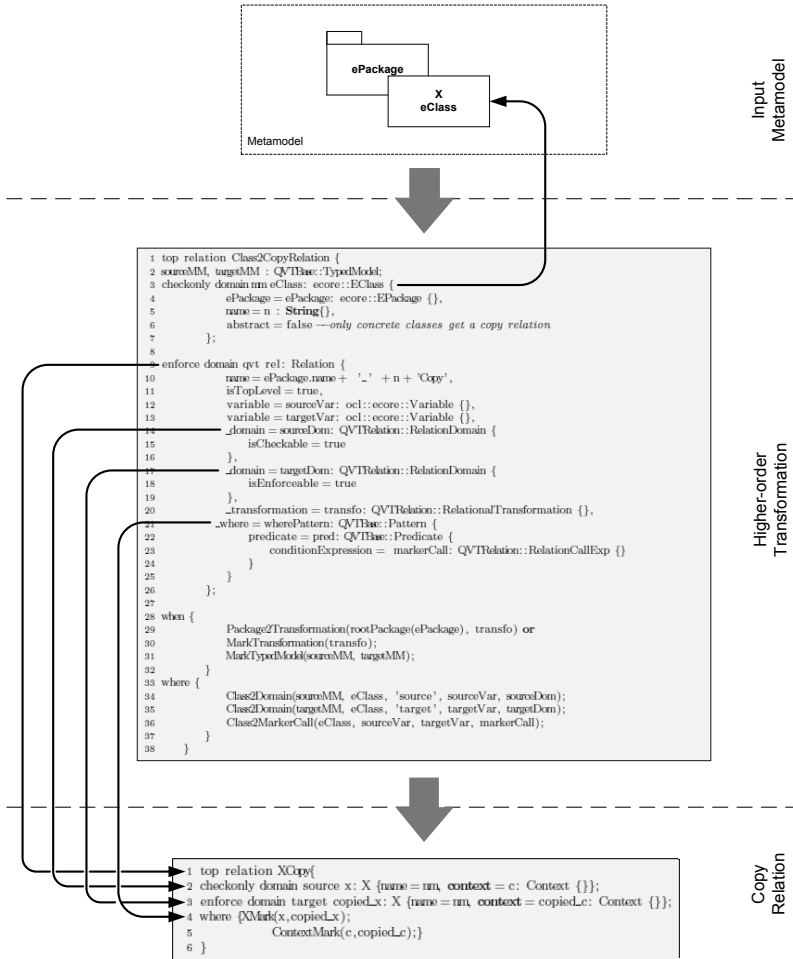 ePackage
X
eClass
Metamodel
Input
Metamodel
1 top relation Class2CopyRelation {
2 sourceMM, targetMM : QVTBase::TypedModel;
3 checkonly domain mm eClass: ecore::EClass {
4 ePackage = ePackage: ecore::EPackage {},
5 name = n : String{},
6 abstract = false --only concrete classes get a copy relation
7 };
8
9 enforce domain qvt rel: Relation {
10 name = ePackage.name + '_' + n + 'Copy',
11 isTopLevel = true,
12 variable = sourceVar: ocl::ecore::Variable {},
13 variable = targetVar: ocl::ecore::Variable {},
14 _domain = sourceDom: QVTRelation::RelationDomain {
15 isCheckable = true
16 },
17 _domain = targetDom: QVTRelation::RelationDomain {
18 isEnforceable = true
19 },
20 _transformation = transfo: QVTRelation::RelationalTransformation {},
21 _where = wherePattern: QVTBase::Pattern {
22 predicate = pred: QVTBase::Predicate {
23 conditionExpression = markerCall: QVTRelation::RelationCallExp {}
24 }
25 }
26 };
27
28 when {
29 Package2Transformation(rootPackage(ePackage), transfo) or
30 MarkTransformation(transfo);
31 MarkTypedModel(sourceMM, targetMM);
32 }
33 where {
34 Class2Domain(sourceMM, eClass, 'source', sourceVar, sourceDom);
35 Class2Domain(targetMM, eClass, 'target', targetVar, targetDom);
36 Class2MarkerCall(eClass, sourceVar, targetVar, markerCall);
37 }
38 }
Higher-order
Transformation
1 top relation XCopy{
2 checkonly domain source x: X {name = nm, context = c: Context {}};
3 enforce domain target copied_x: X {name = nm, context = copied_c: Context {}};
4 where {XMark(x,copied_x);
5 ContextMark(c,copied_c);}
6 }
Copy
Relation